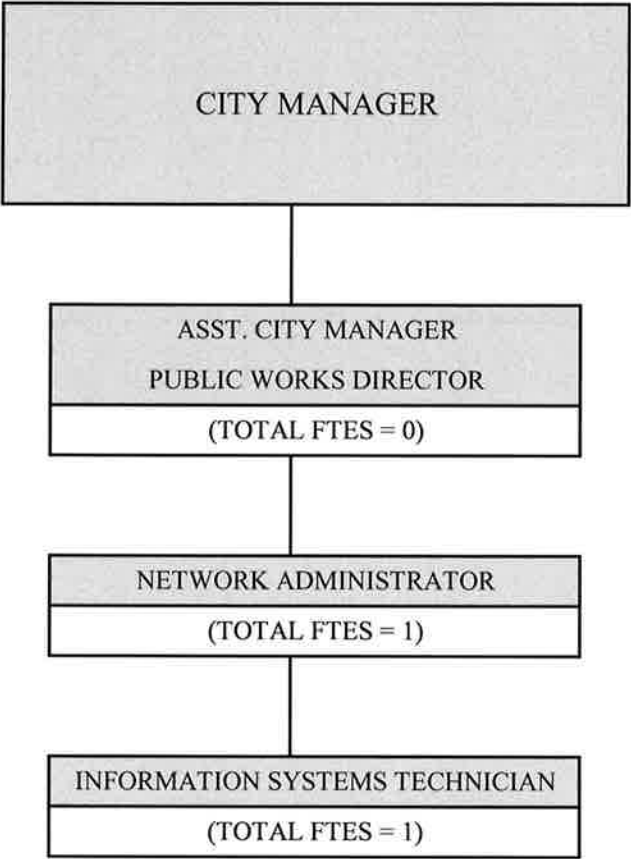 CITY MANAGER
ASST. CITY MANAGER
PUBLIC WORKS DIRECTOR
(TOTAL FTES = 0)
NETWORK ADMINISTRATOR
(TOTAL FTES = 1)
INFORMATION SYSTEMS TECHNICIAN
(TOTAL FTES = 1)